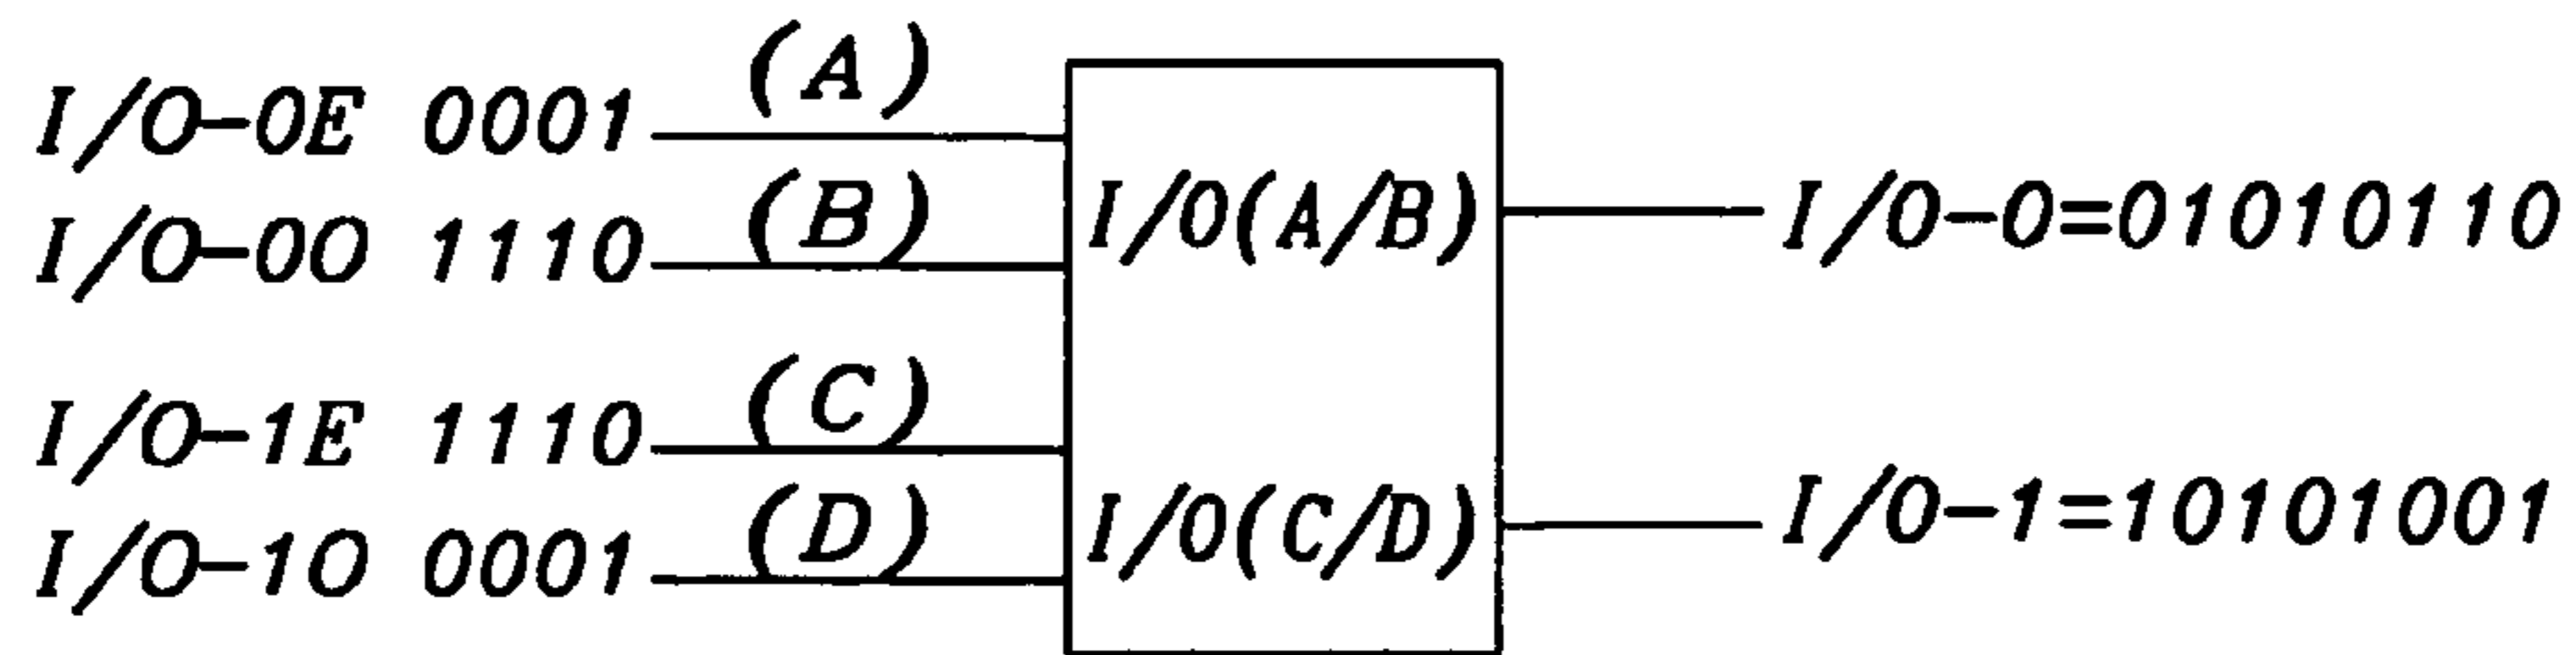 I/O-0E 0001 (A)
I/O-0O 1110 (B)
I/O(A/B)
I/O-0=01010110
I/O-1E 1110 (C)
I/O-1O 0001 (D)
I/O(C/D)
I/O-1=10101001